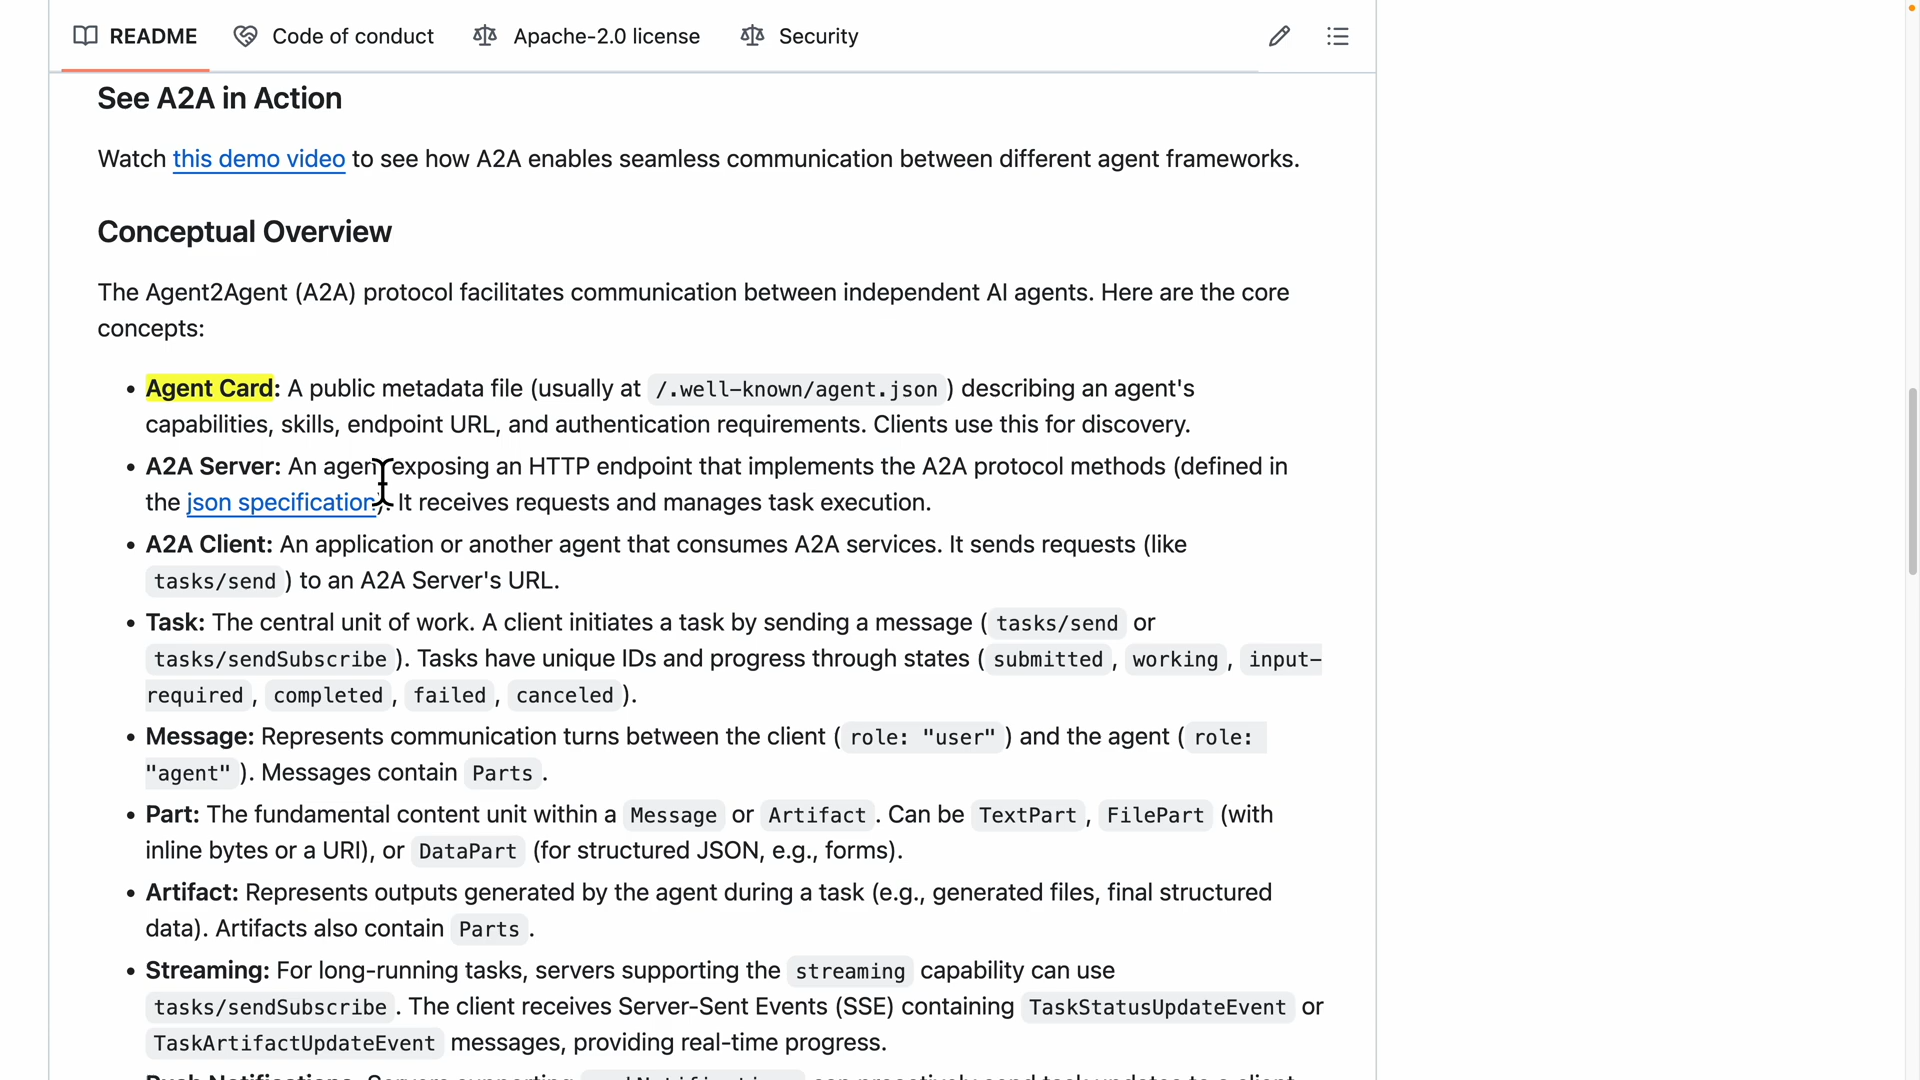 README Code of conduct Apache-2.0 license Security
See A2A in Action
Watch this demo video to see how A2A enables seamless communication between different agent frameworks.
Conceptual Overview
The Agent2Agent (A2A) protocol facilitates communication between independent AI agents. Here are the core
concepts:
• Agent Card: A public metadata file (usually at /.well-known/agent.json ) describing an agent's
capabilities, skills, endpoint URL, and authentication requirements. Clients use this for discovery.
• A2A Server: An agent exposing an HTTP endpoint that implements the A2A protocol methods (defined in
the json specification). It receives requests and manages task execution.
• A2A Client: An application or another agent that consumes A2A services. It sends requests (like
tasks/send ) to an A2A Server's URL.
• Task: The central unit of work. A client initiates a task by sending a message ( tasks/send or
tasks/sendSubscribe ). Tasks have unique IDs and progress through states ( submitted , working , input-
required , completed , failed , canceled ).
• Message: Represents communication turns between the client ( role: "user" ) and the agent ( role:
"agent" ). Messages contain Parts .
• Part: The fundamental content unit within a Message or Artifact . Can be TextPart , FilePart (with
inline bytes or a URI), or DataPart (for structured JSON, e.g., forms).
• Artifact: Represents outputs generated by the agent during a task (e.g., generated files, final structured
data). Artifacts also contain Parts .
• Streaming: For long-running tasks, servers supporting the streaming capability can use
tasks/sendSubscribe . The client receives Server-Sent Events (SSE) containing TaskStatusUpdateEvent or
TaskArtifactUpdateEvent messages, providing real-time progress.
Push Notifications: Servers supporting pushNotifications can proactively send task updates to a client